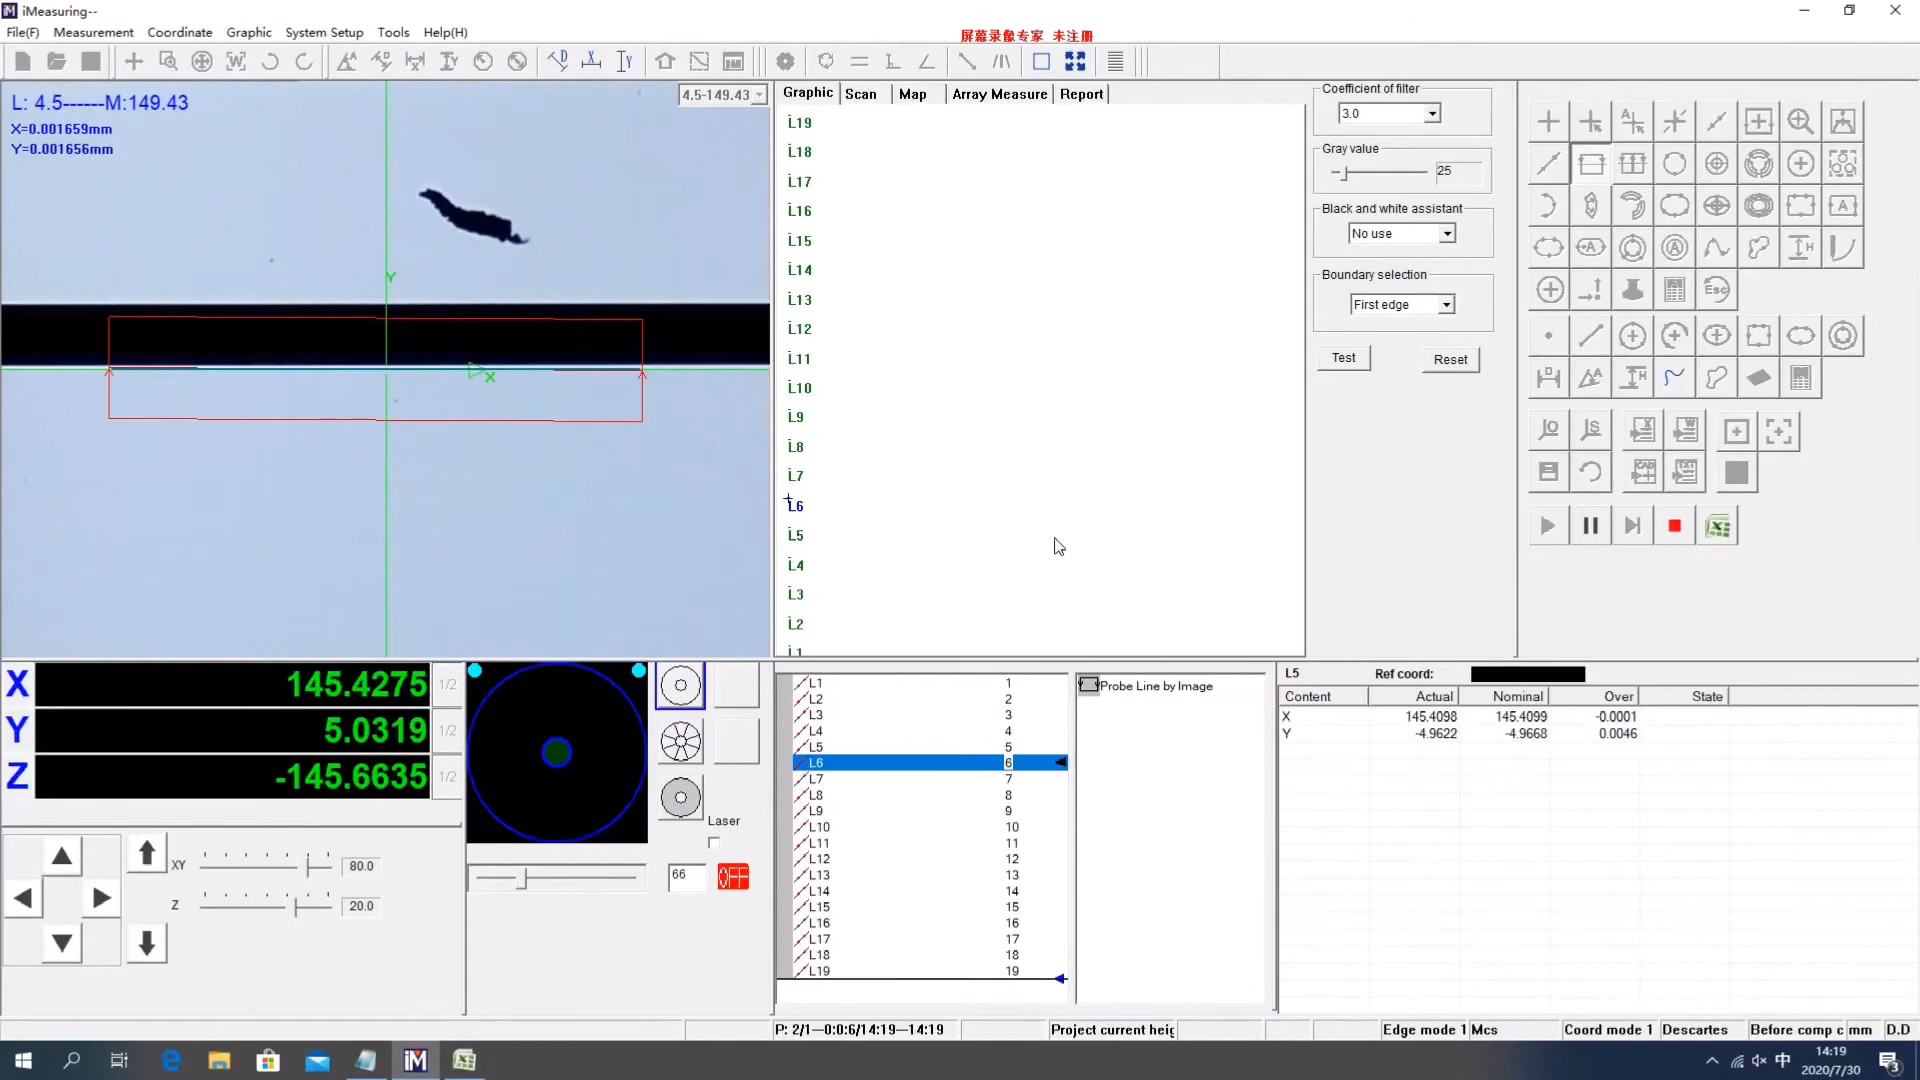 iMeasuring--
File(F) Measurement Coordinate Graphic System Setup Tools Help(H)
屏幕录像专家 未注册
L: 4.5------M:149.43
X=0.001659mm
Y=0.001656mm
4.5-149.43
Y
X
Graphic Scan Map Array Measure Report
L19
L18
L17
L16
L15
L14
L13
L12
L11
L10
L9
L8
L7
L6
L5
L4
L3
L2
L1
Coefficient of filter
3.0
Gray value
25
Black and white assistant
No use
Boundary selection
First edge
Test Reset
X 145.4275 1/2
Y 5.0319 1/2
Z -145.6635 1/2
XY 80.0
Z 20.0
Laser
66 OFF
L1 1
L2 2
L3 3
L4 4
L5 5
L6 6
L7 7
L8 8
L9 9
L10 10
L11 11
L12 12
L13 13
L14 14
L15 15
L16 16
L17 17
L18 18
L19 19
Probe Line by Image
L5 Ref coord:
Content Actual Nominal Over State
X 145.4098 145.4099 -0.0001
Y -4.9622 -4.9668 0.0046
P: 2/1—0:0:6/14:19—14:19 Project current heig Edge mode 1 Mcs Coord mode 1 Descartes Before comp c mm D.D
中 14:19
2020/7/30
3